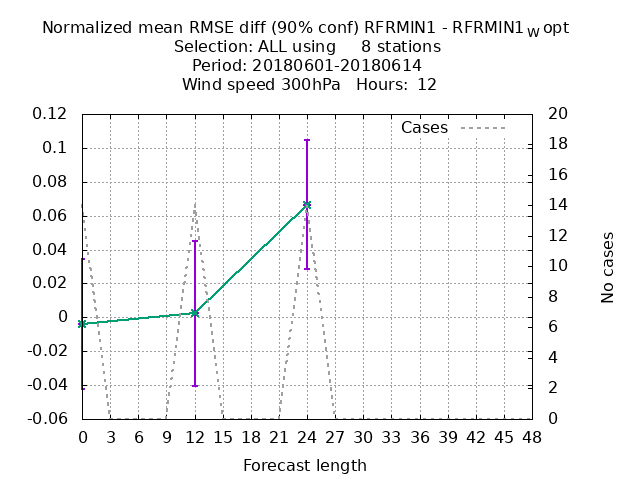 Normalized mean RMSE diff (90% conf) RFRMIN1 - RFRMIN1W opt
Selection: ALL using 8 stations
Period: 20180601-20180614
Wind speed 300hPa Hours: 12
Cases
0.12
0.1
0.08
0.06
0.04
0.02
0
-0.02
-0.04
-0.06
20
18
16
14
12
10
8
6
4
2
0
No cases
0 3 6 9 12 15 18 21 24 27 30 33 36 39 42 45 48
Forecast length